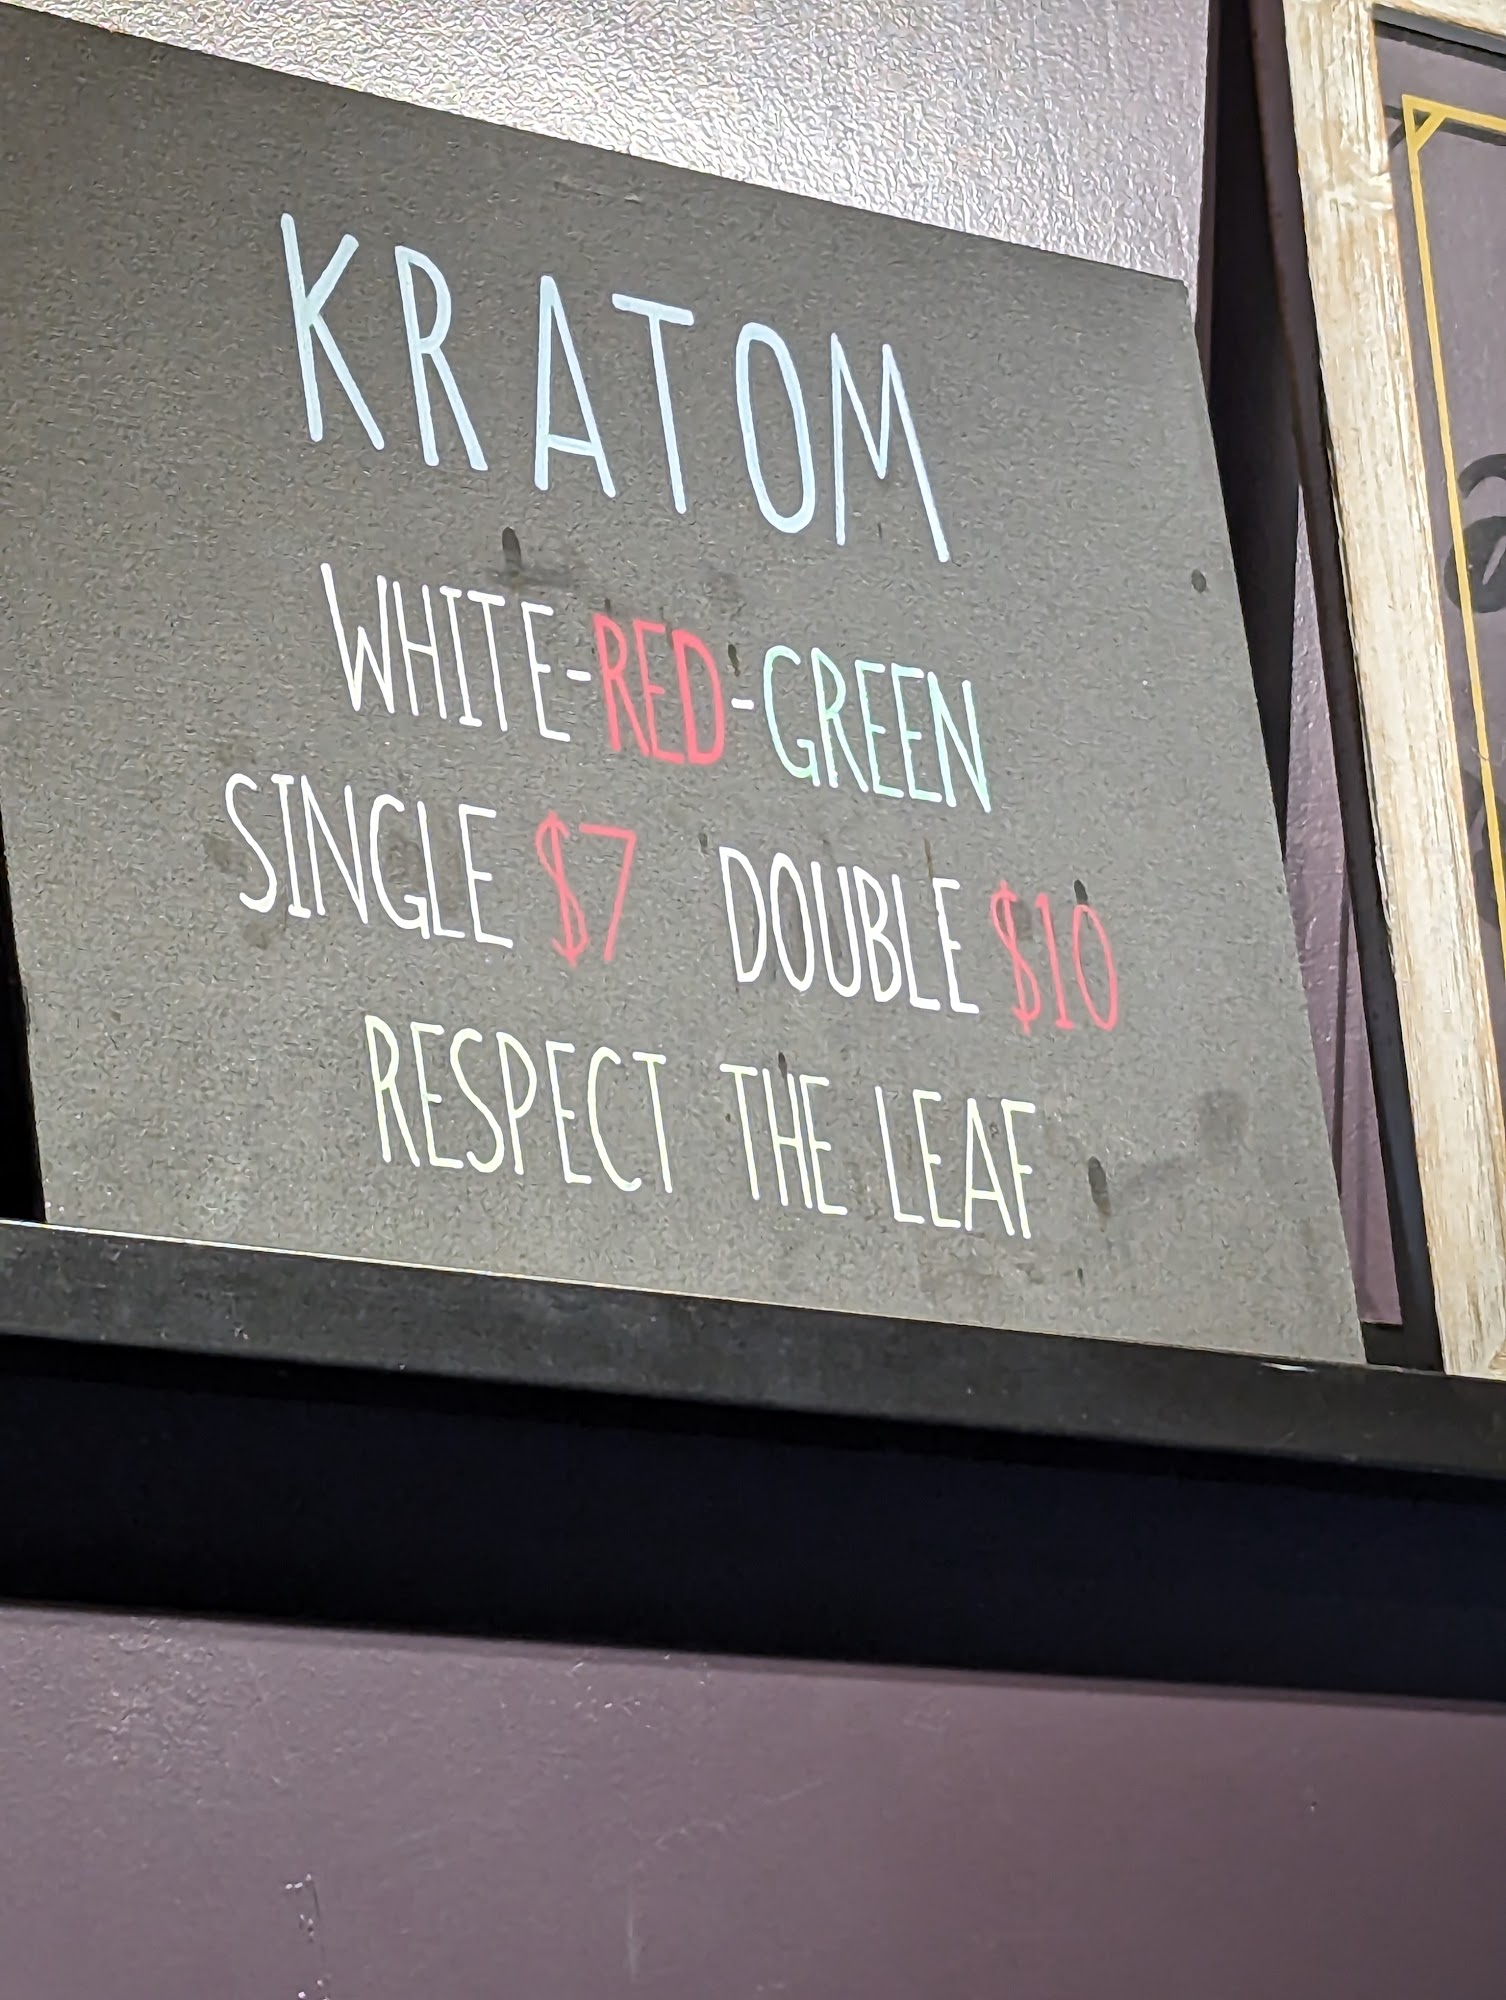 KRATOM
WHITE-RED-GREEN
SINGLE $7 DOUBLE $10
RESPECT THE LEAF